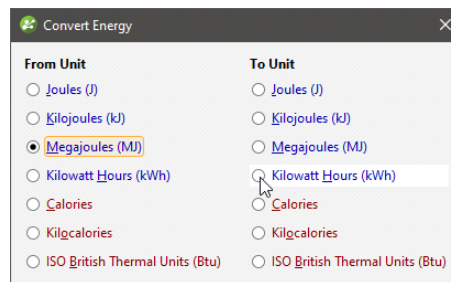 Convert Energy
From Unit To Unit
Joules (J) Joules (J)
Kilojoules (kJ) Kilojoules (kJ)
Megajoules (MJ) Megajoules (MJ)
Kilowatt Hours (kWh) Kilowatt Hours (kWh)
Calories Calories
Kilocalories Kilocalories
ISO British Thermal Units (Btu) ISO British Thermal Units (Btu)